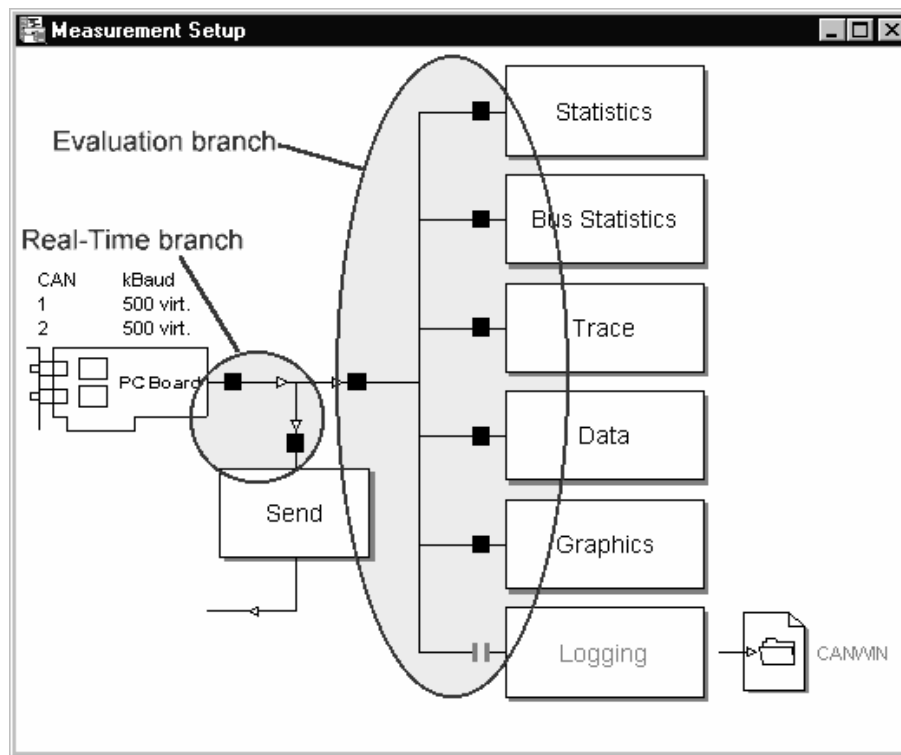 Measurement Setup
Statistics
Evaluation branch
Bus Statistics
Real-Time branch
CAN kBaud
1 500 virt.
2 500 virt.
Trace
PC Board
Data
Send
Graphics
Logging
CANWIN